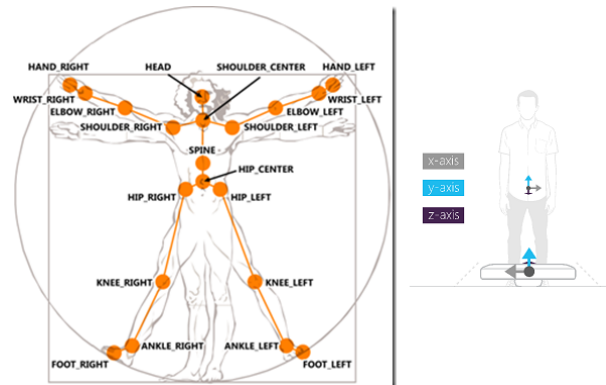 HAND_RIGHT
HEAD
SHOULDER_CENTER
HAND_LEFT
WRIST_RIGHT
WRIST_LEFT
ELBOW_RIGHT
ELBOW_LEFT
SHOULDER_RIGHT
SHOULDER_LEFT
SPINE
HIP_CENTER
HIP_RIGHT
HIP_LEFT
KNEE_RIGHT
KNEE_LEFT
ANKLE_RIGHT
ANKLE_LEFT
FOOT_RIGHT
FOOT_LEFT
x-axis
y-axis
z-axis